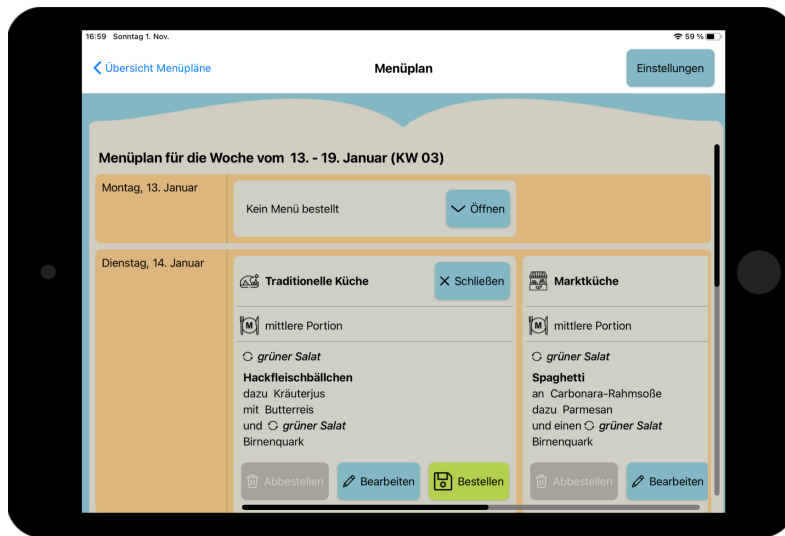 16:59 Sonntag 1. Nov.
59 %
Übersicht Menüpläne
Menüplan
Einstellungen
Menüplan für die Woche vom 13. - 19. Januar (KW 03)
Montag, 13. Januar
Kein Menü bestellt
Öffnen
Dienstag, 14. Januar
Traditionelle Küche
Schließen
M mittlere Portion
grüner Salat
Hackfleischbällchen
dazu Kräuterjus
mit Butterreis
und grüner Salat
Birnenquark
Abbestellen
Bearbeiten
Bestellen
Marktküche
M mittlere Portion
grüner Salat
Spaghetti
an Carbonara-Rahmsoße
dazu Parmesan
und einen grüner Salat
Birnenquark
Abbestellen
Bearbeiten